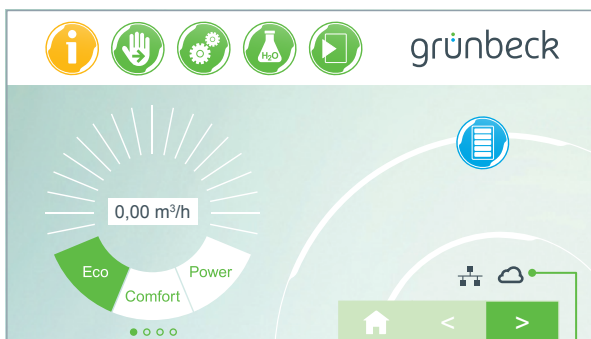 i
H₂O
grünbeck
0,00 m³/h
Eco
Comfort
Power
< >